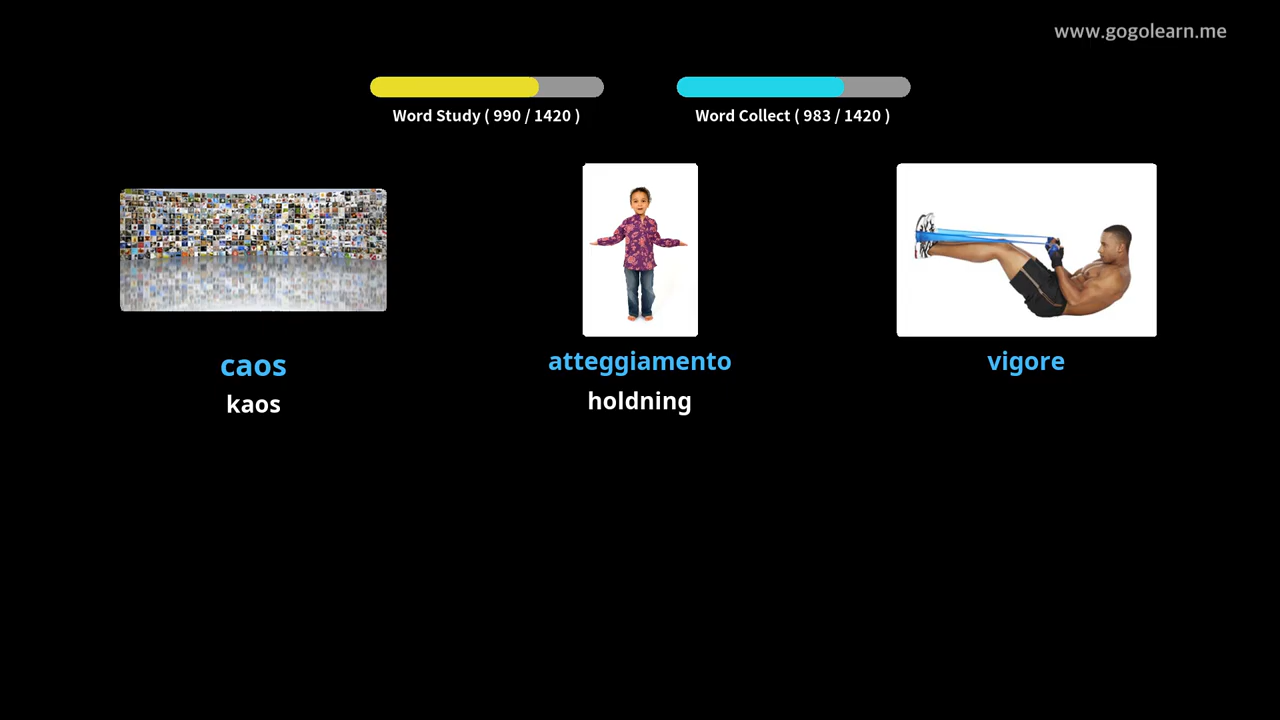 www.gogolearn.me
Word Study ( 990 / 1420 )
Word Collect ( 983 / 1420 )
caos
kaos
atteggiamento
holdning
vigore